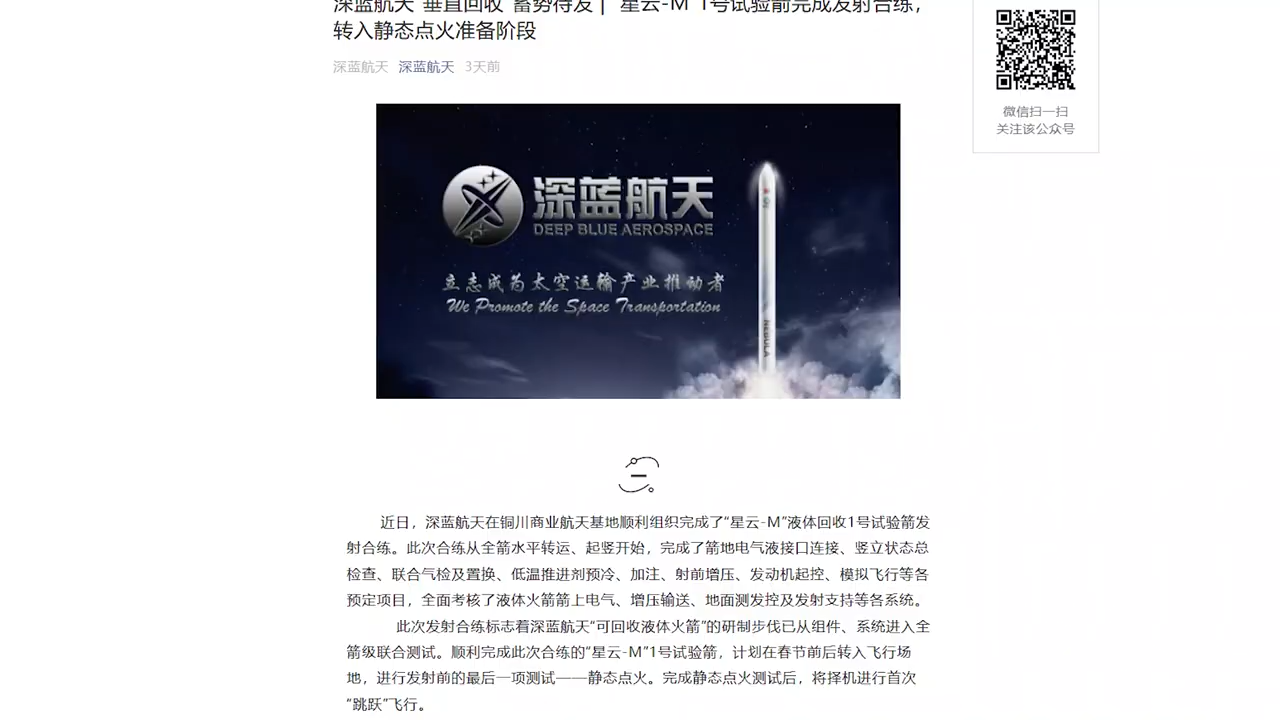 深蓝航天“垂直回收”蓄势待发 | “星云-M”1号试验箭完成发射合练，
转入静态点火准备阶段
深蓝航天 深蓝航天 3天前
微信扫一扫
关注该公众号
深蓝航天
DEEP BLUE AEROSPACE
立志成为太空运输产业推动者
We Promote the Space Transportation
NEBULA
一
近日，深蓝航天在铜川商业航天基地顺利组织完成了“星云-M”液体回收1号试验箭发
射合练。此次合练从全箭水平转运、起竖开始，完成了箭地电气液接口连接、竖立状态总
检查、联合气检及置换、低温推进剂预冷、加注、射前增压、发动机起控、模拟飞行等各
预定项目，全面考核了液体火箭箭上电气、增压输送、地面测发控及发射支持等各系统。
此次发射合练标志着深蓝航天“可回收液体火箭”的研制步伐已从组件、系统进入全
箭级联合测试。顺利完成此次合练的“星云-M”1号试验箭，计划在春节前后转入飞行场
地，进行发射前的最后一项测试——静态点火。完成静态点火测试后，将择机进行首次
“跳跃”飞行。